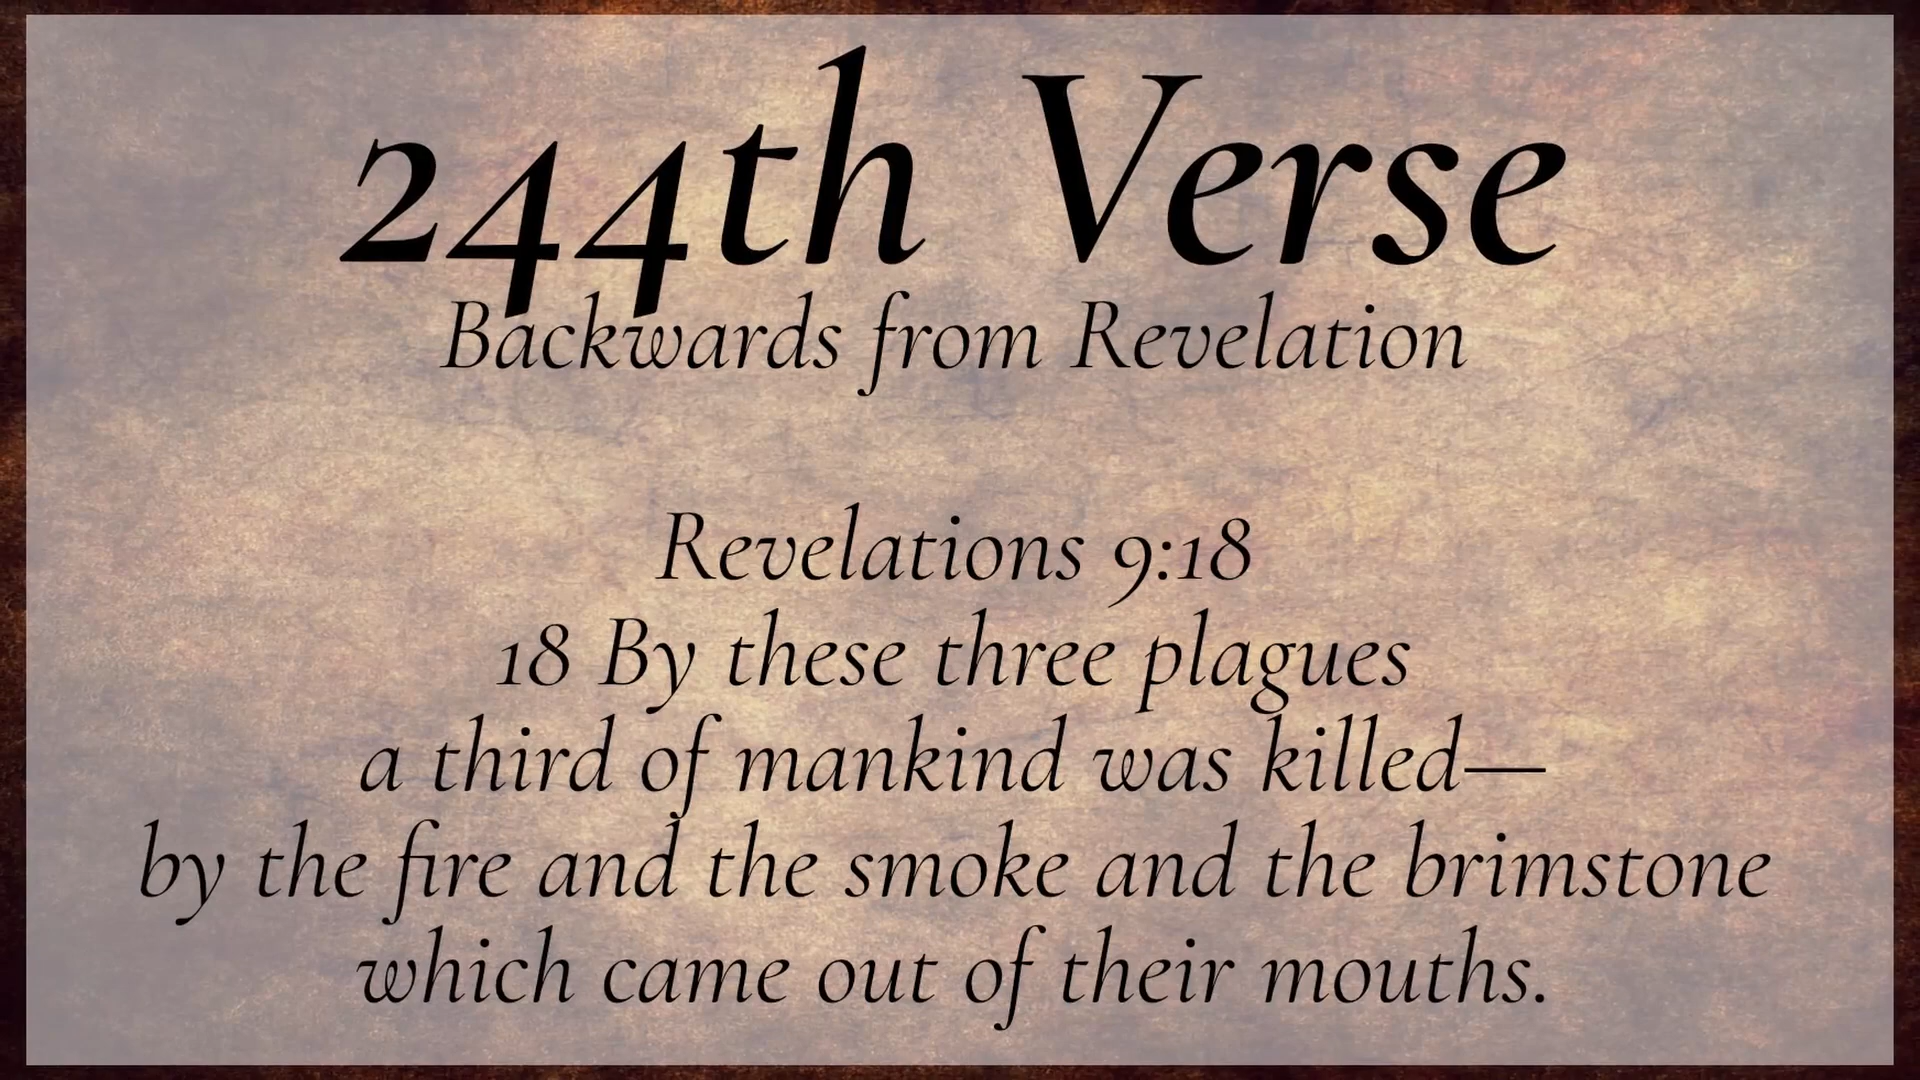 244th Verse
Backwards from Revelation
Revelations 9:18
18 By these three plagues
a third of mankind was killed—
by the fire and the smoke and the brimstone
which came out of their mouths.